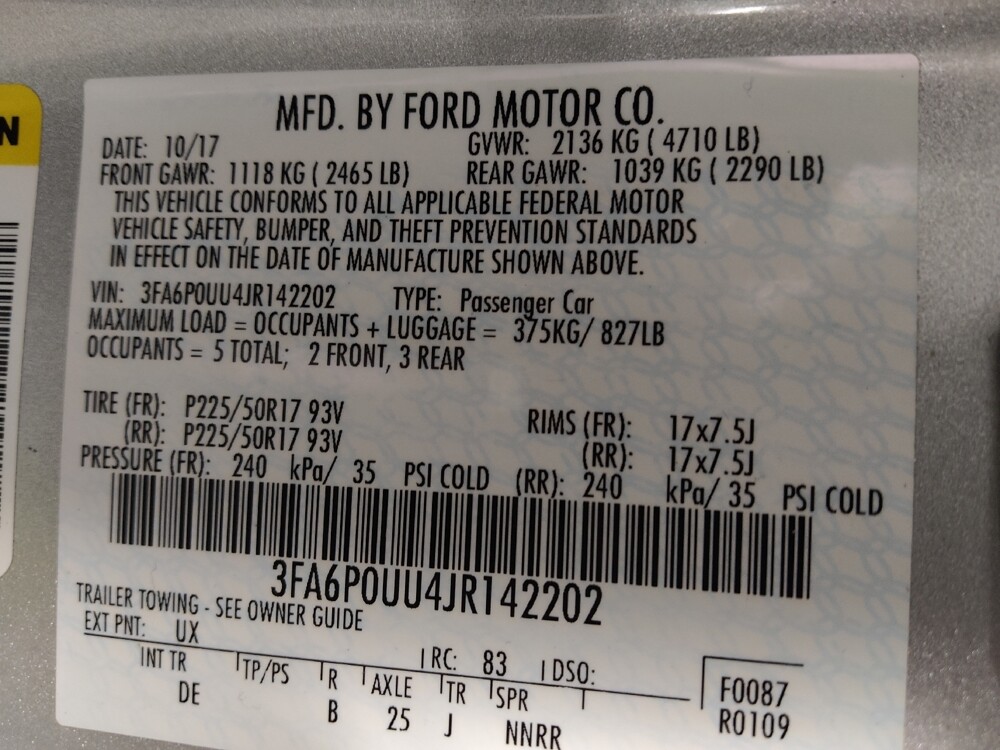 N
MFD. BY FORD MOTOR CO.
DATE: 10/17 GVWR: 2136 KG ( 4710 LB)
FRONT GAWR: 1118 KG ( 2465 LB) REAR GAWR: 1039 KG ( 2290 LB)
THIS VEHICLE CONFORMS TO ALL APPLICABLE FEDERAL MOTOR
VEHICLE SAFETY, BUMPER, AND THEFT PREVENTION STANDARDS
IN EFFECT ON THE DATE OF MANUFACTURE SHOWN ABOVE.
VIN: 3FA6P0UU4JR142202 TYPE: Passenger Car
MAXIMUM LOAD = OCCUPANTS + LUGGAGE = 375KG/ 827LB
OCCUPANTS = 5 TOTAL; 2 FRONT, 3 REAR
TIRE (FR): P225/50R17 93V RIMS (FR): 17x7.5J
(RR): P225/50R17 93V (RR): 17x7.5J
PRESSURE (FR): 240 kPa/ 35 PSI COLD (RR): 240 kPa/ 35 PSI COLD
3FA6P0UU4JR142202
TRAILER TOWING - SEE OWNER GUIDE
EXT PNT: UX RC: 83 DSO:
INT TR TP/PS R AXLE TR SPR F0087
DE B 25 J NNRR R0109